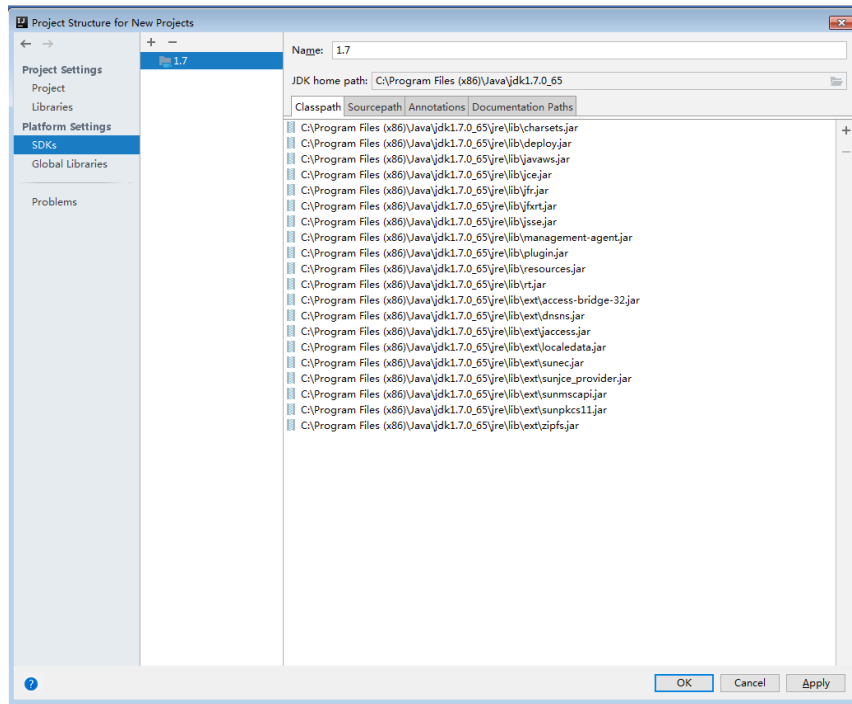 Project Structure for New Projects
Project Settings
Project
Libraries
Platform Settings
SDKs
Global Libraries
Problems
1.7
Name: 1.7
JDK home path: C:\Program Files (x86)\Java\jdk1.7.0_65
Classpath Sourcepath Annotations Documentation Paths
C:\Program Files (x86)\Java\jdk1.7.0_65\jre\lib\charsets.jar
C:\Program Files (x86)\Java\jdk1.7.0_65\jre\lib\deploy.jar
C:\Program Files (x86)\Java\jdk1.7.0_65\jre\lib\javaws.jar
C:\Program Files (x86)\Java\jdk1.7.0_65\jre\lib\jce.jar
C:\Program Files (x86)\Java\jdk1.7.0_65\jre\lib\jfr.jar
C:\Program Files (x86)\Java\jdk1.7.0_65\jre\lib\jfxrt.jar
C:\Program Files (x86)\Java\jdk1.7.0_65\jre\lib\jsse.jar
C:\Program Files (x86)\Java\jdk1.7.0_65\jre\lib\management-agent.jar
C:\Program Files (x86)\Java\jdk1.7.0_65\jre\lib\plugin.jar
C:\Program Files (x86)\Java\jdk1.7.0_65\jre\lib\resources.jar
C:\Program Files (x86)\Java\jdk1.7.0_65\jre\lib\rt.jar
C:\Program Files (x86)\Java\jdk1.7.0_65\jre\lib\ext\access-bridge-32.jar
C:\Program Files (x86)\Java\jdk1.7.0_65\jre\lib\ext\dnsns.jar
C:\Program Files (x86)\Java\jdk1.7.0_65\jre\lib\ext\jaccess.jar
C:\Program Files (x86)\Java\jdk1.7.0_65\jre\lib\ext\localedata.jar
C:\Program Files (x86)\Java\jdk1.7.0_65\jre\lib\ext\sunec.jar
C:\Program Files (x86)\Java\jdk1.7.0_65\jre\lib\ext\sunjce_provider.jar
C:\Program Files (x86)\Java\jdk1.7.0_65\jre\lib\ext\sunmscapi.jar
C:\Program Files (x86)\Java\jdk1.7.0_65\jre\lib\ext\sunpkcs11.jar
C:\Program Files (x86)\Java\jdk1.7.0_65\jre\lib\ext\zipfs.jar
OK Cancel Apply